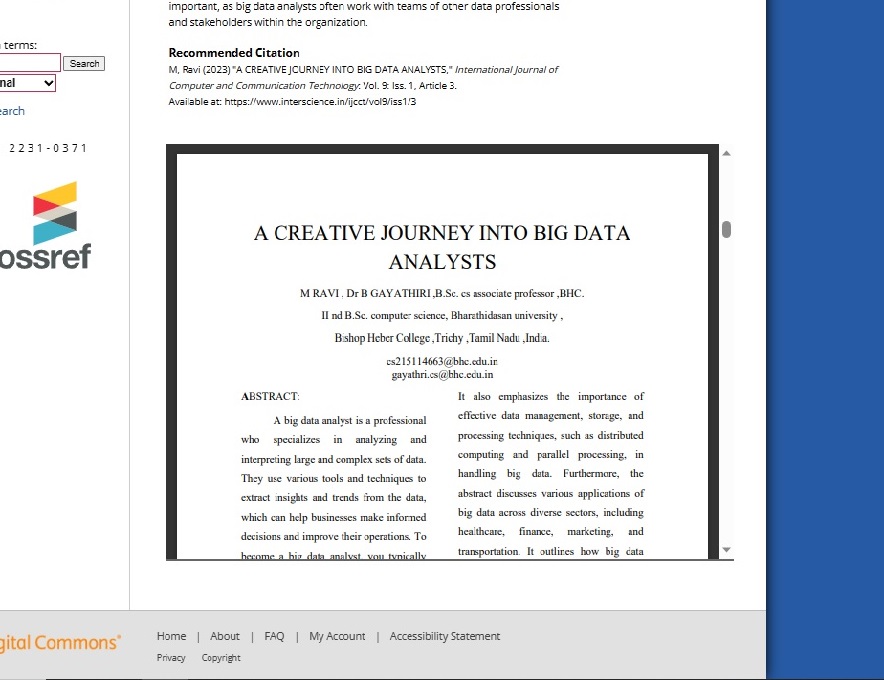 important, as big data analysts often work with teams of other data professionals
and stakeholders within the organization.
terms:
Search
nal
earch
2231-0371
ossref
Recommended Citation
M, Ravi (2023) "A CREATIVE JOURNEY INTO BIG DATA ANALYSTS," International Journal of
Computer and Communication Technology: Vol. 9: Iss. 1, Article 3.
Available at: https://www.interscience.in/ijcct/vol9/iss1/3
A CREATIVE JOURNEY INTO BIG DATA
ANALYSTS
M RAVI , Dr B GAYATHIRI ,B.Sc. cs associate professor ,BHC.
II nd B.Sc. computer science, Bharathidasan university ,
Bishop Heber College ,Trichy ,Tamil Nadu ,India.
cs215114663@bhc.edu.in
gayathri.cs@bhc.edu.in
ABSTRACT:
A big data analyst is a professional
who specializes in analyzing and
interpreting large and complex sets of data.
They use various tools and techniques to
extract insights and trends from the data,
which can help businesses make informed
decisions and improve their operations. To
become a big data analyst, you typically
It also emphasizes the importance of
effective data management, storage, and
processing techniques, such as distributed
computing and parallel processing, in
handling big data. Furthermore, the
abstract discusses various applications of
big data across diverse sectors, including
healthcare, finance, marketing, and
transportation. It outlines how big data
gital Commons®
Home | About | FAQ | My Account | Accessibility Statement
Privacy Copyright